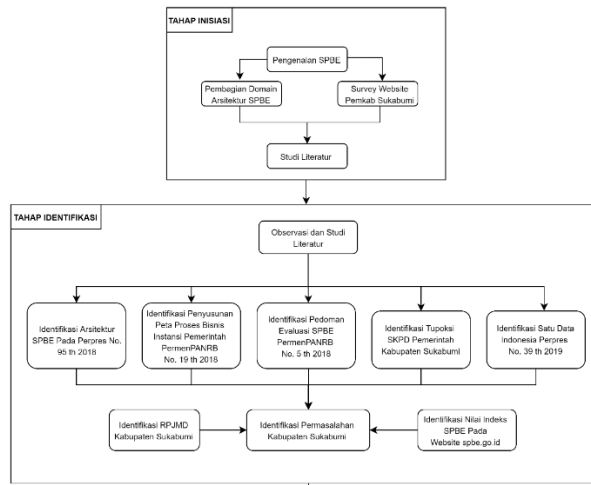 TAHAP INISIASI
Pengenalan SPBE
Pembagian Domain
Arsitektur SPBE
Survey Website
Pemkab Sukabumi
Studi Literatur
TAHAP IDENTIFIKASI
Observasi dan Studi
Literatur
Identifikasi Arsitektur
SPBE Pada Perpres No.
95 th 2018
Identifikasi Penyusunan
Peta Proses Bisnis
Instansi Pemerintah
PermenPANRB
No. 19 th 2018
Identifikasi Pedoman
Evaluasi SPBE
PermenPANRB
No. 5 th 2018
Identifikasi Tupoksi
SKPD Pemerintah
Kabupaten Sukabumi
Identifikasi Satu Data
Indonesia Perpres
No. 39 th 2019
Identifikasi RPJMD
Kabupaten Sukabumi
Identifikasi Permasalahan
Kabupaten Sukabumi
Identifikasi Nilai Indeks
SPBE Pada
Website spbe.go.id